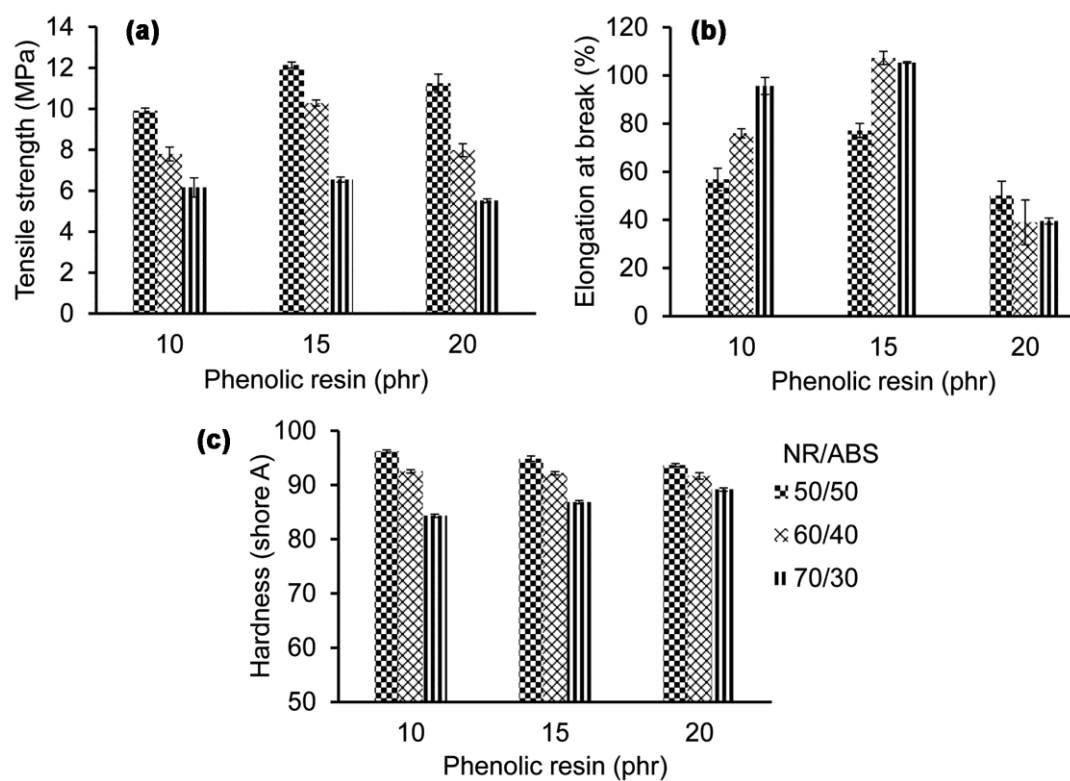 (a)
Tensile strength (MPa)
14
12
10
8
6
4
2
0
10 15 20
Phenolic resin (phr)
(b)
Elongation at break (%)
120
100
80
60
40
20
0
10 15 20
Phenolic resin (phr)
(c)
Hardness (shore A)
100
90
80
70
60
50
10 15 20
Phenolic resin (phr)
NR/ABS
50/50
60/40
70/30